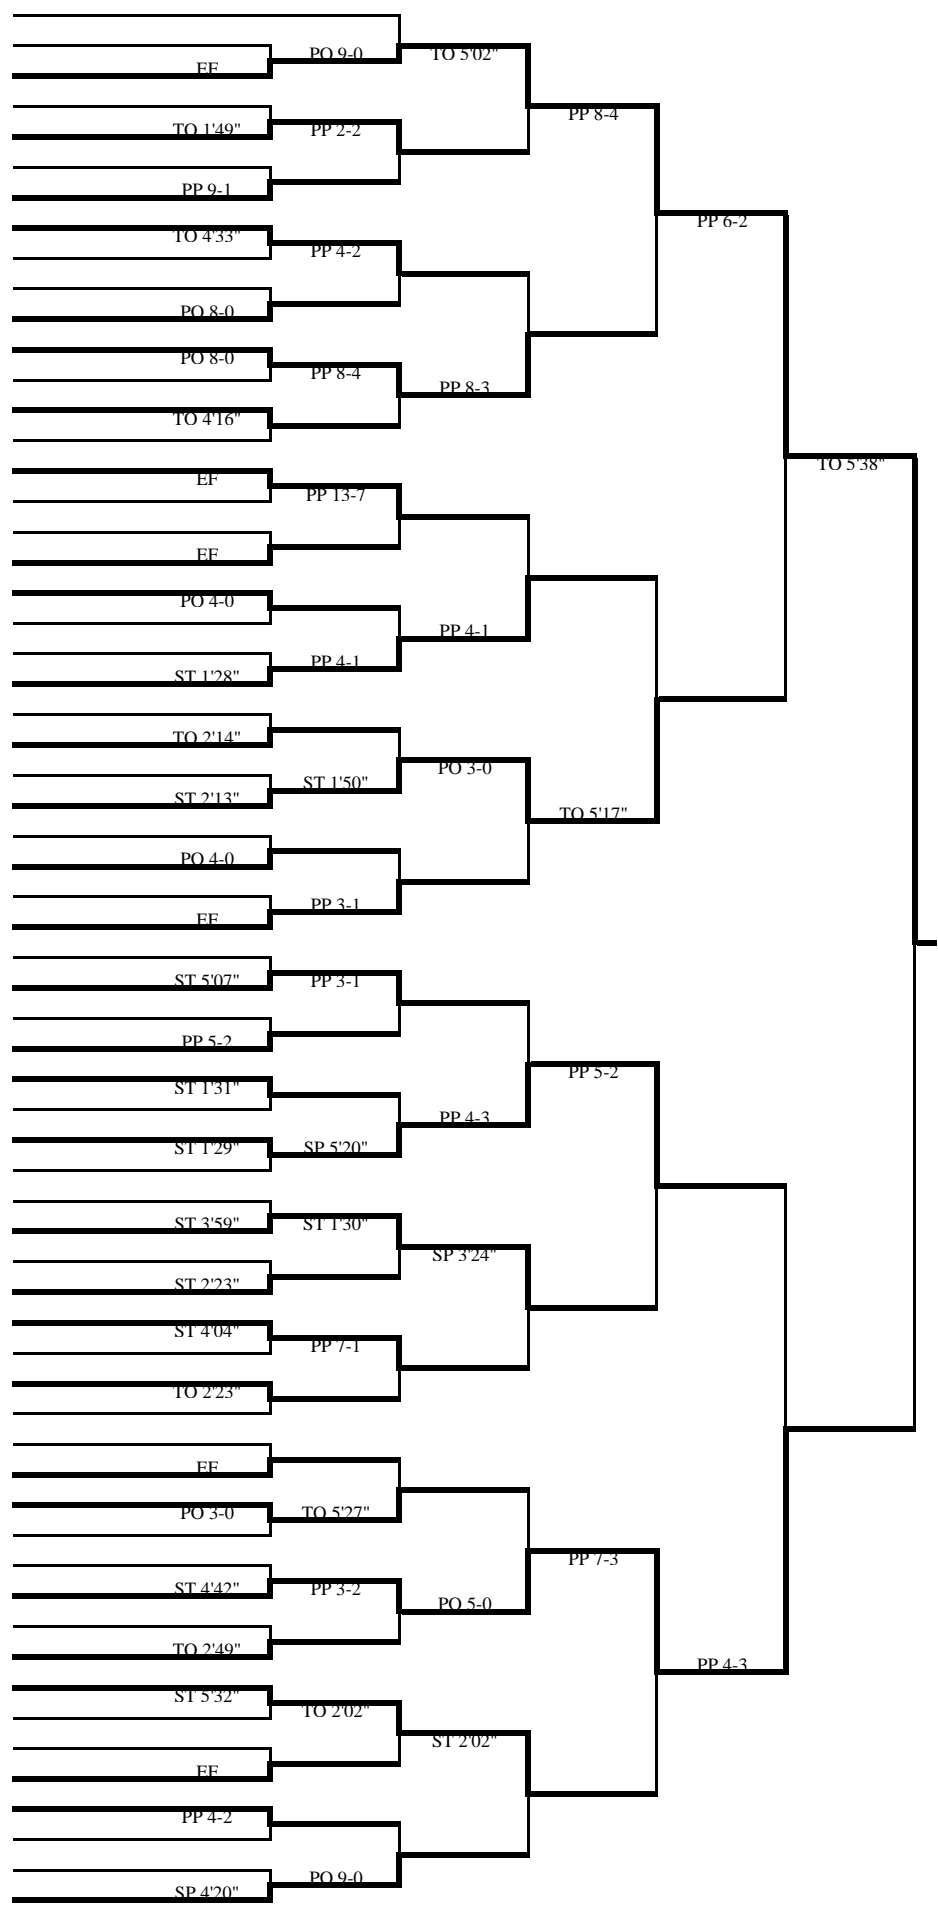 PO 9-0
TO 5'02"
EF
PP 8-4
TO 1'49"
PP 2-2
PP 9-1
PP 6-2
TO 4'33"
PP 4-2
PO 8-0
PO 8-0
PP 8-4
PP 8-3
TO 4'16"
TO 5'38"
EF
PP 13-7
EF
PO 4-0
PP 4-1
PP 4-1
ST 1'28"
TO 2'14"
PO 3-0
ST 1'50"
ST 2'13"
TO 5'17"
PO 4-0
PP 3-1
EF
ST 5'07"
PP 3-1
PP 5-2
PP 5-2
ST 1'31"
PP 4-3
ST 1'29"
SP 5'20"
ST 3'59"
ST 1'30"
SP 3'24"
ST 2'23"
ST 4'04"
PP 7-1
TO 2'23"
EF
PO 3-0
TO 5'27"
PP 7-3
ST 4'42"
PP 3-2
PO 5-0
TO 2'49"
PP 4-3
ST 5'32"
TO 2'02"
ST 2'02"
EF
PP 4-2
PO 9-0
SP 4'20"